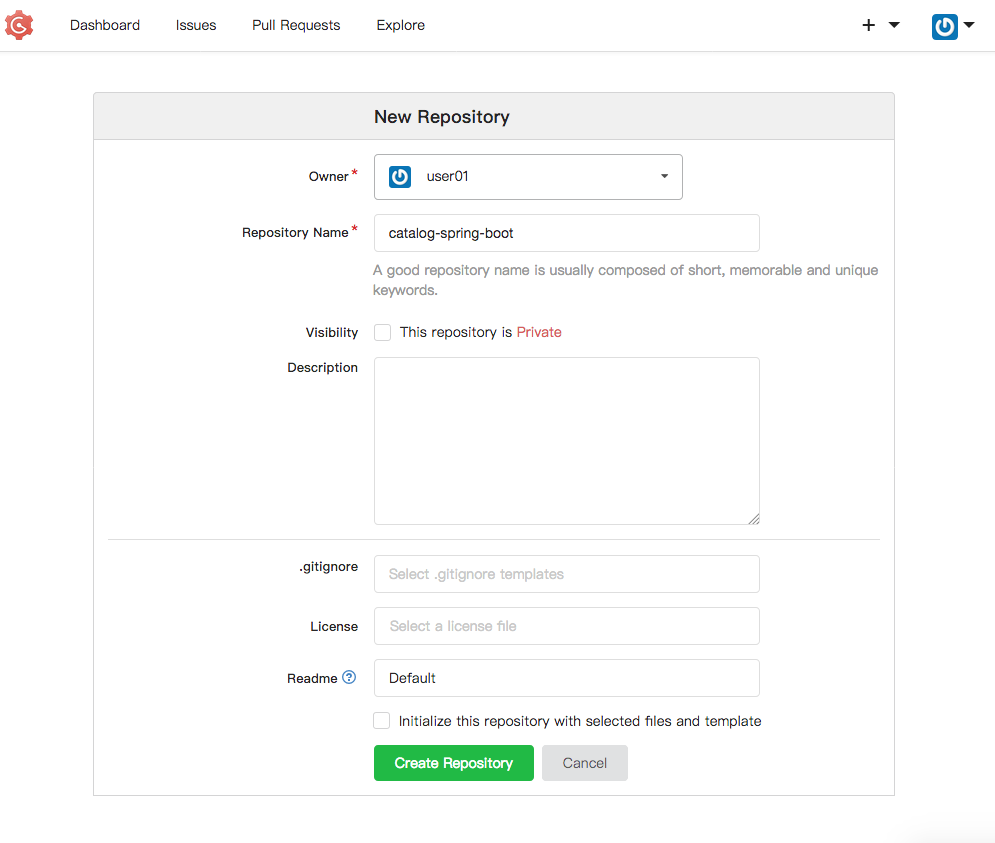 Dashboard Issues Pull Requests Explore
New Repository
Owner* user01
Repository Name* catalog-spring-boot
A good repository name is usually composed of short, memorable and unique
keywords.
Visibility This repository is Private
Description
.gitignore Select .gitignore templates
License Select a license file
Readme Default
Initialize this repository with selected files and template
Create Repository Cancel